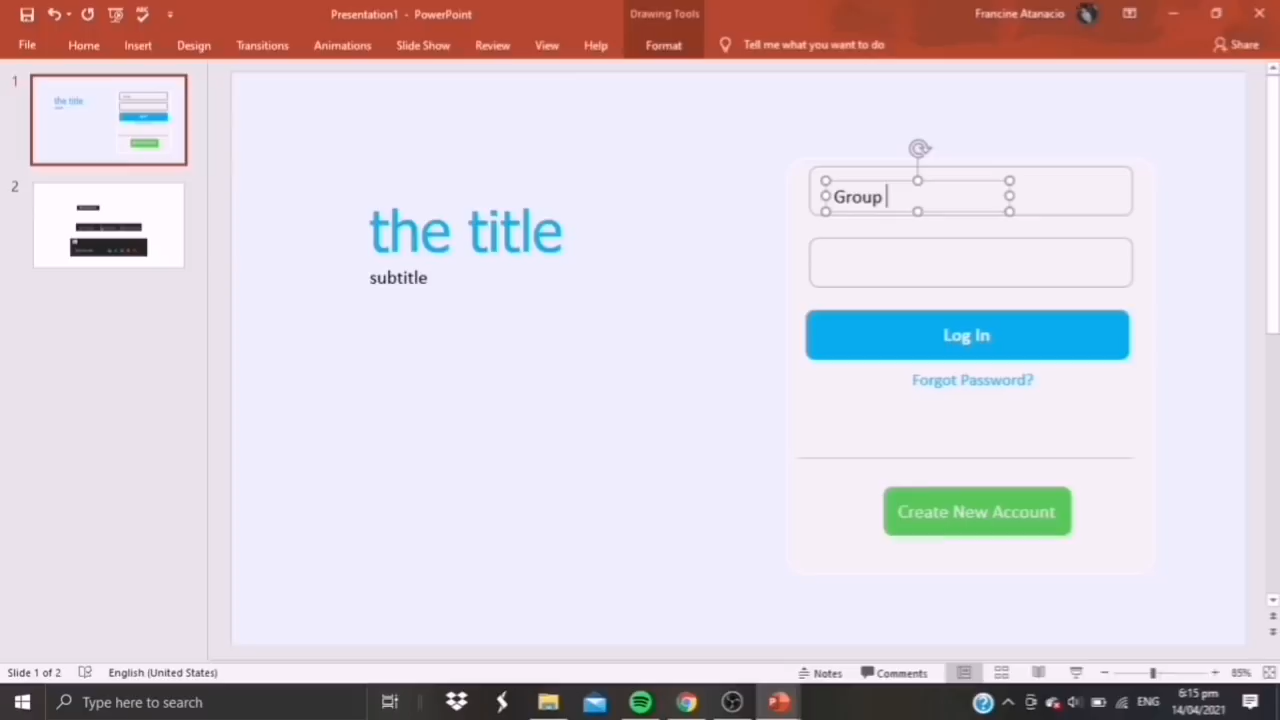 Presentation1 - PowerPoint
Drawing Tools
Francine Atanacio
File Home Insert Design Transitions Animations Slide Show Review View Help Format Tell me what you want to do Share
1
2
the title
subtitle
Group
Log In
Forgot Password?
Create New Account
Slide 1 of 2 English (United States) Notes Comments 85%
Type here to search
ENG
6:15 pm
14/04/2021